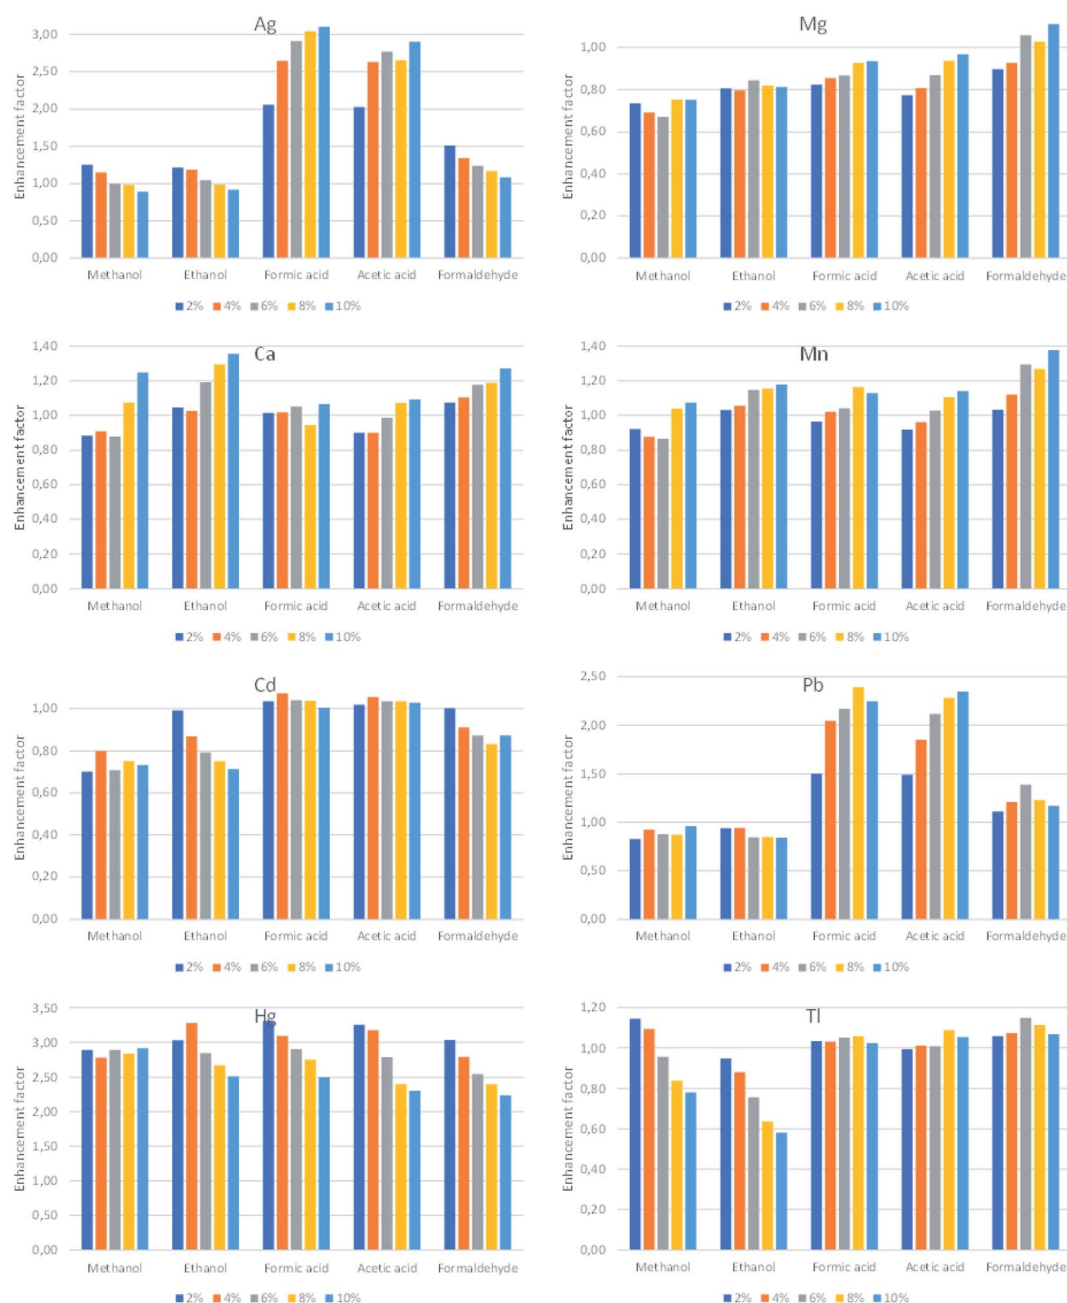 Ag
Enhancement factor
3,00
2,50
2,00
1,50
1,00
0,50
0,00
Methanol Ethanol Formic acid Acetic acid Formaldehyde
2% 4% 6% 8% 10%
Mg
Enhancement factor
1,00
0,80
0,60
0,40
0,20
0,00
Methanol Ethanol Formic acid Acetic acid Formaldehyde
2% 4% 6% 8% 10%
Ca
Enhancement factor
1,40
1,20
1,00
0,80
0,60
0,40
0,20
0,00
Methanol Ethanol Formic acid Acetic acid Formaldehyde
2% 4% 6% 8% 10%
Mn
Enhancement factor
1,40
1,20
1,00
0,80
0,60
0,40
0,20
0,00
Methanol Ethanol Formic acid Acetic acid Formaldehyde
2% 4% 6% 8% 10%
Cd
Enhancement factor
1,00
0,80
0,60
0,40
0,20
0,00
Methanol Ethanol Formic acid Acetic acid Formaldehyde
2% 4% 6% 8% 10%
Pb
Enhancement factor
2,50
2,00
1,50
1,00
0,50
0,00
Methanol Ethanol Formic acid Acetic acid Formaldehyde
2% 4% 6% 8% 10%
Hg
Enhancement factor
3,50
3,00
2,50
2,00
1,50
1,00
0,50
0,00
Methanol Ethanol Formic acid Acetic acid Formaldehyde
2% 4% 6% 8% 10%
Tl
Enhancement factor
1,20
1,00
0,80
0,60
0,40
0,20
0,00
Methanol Ethanol Formic acid Acetic acid Formaldehyde
2% 4% 6% 8% 10%